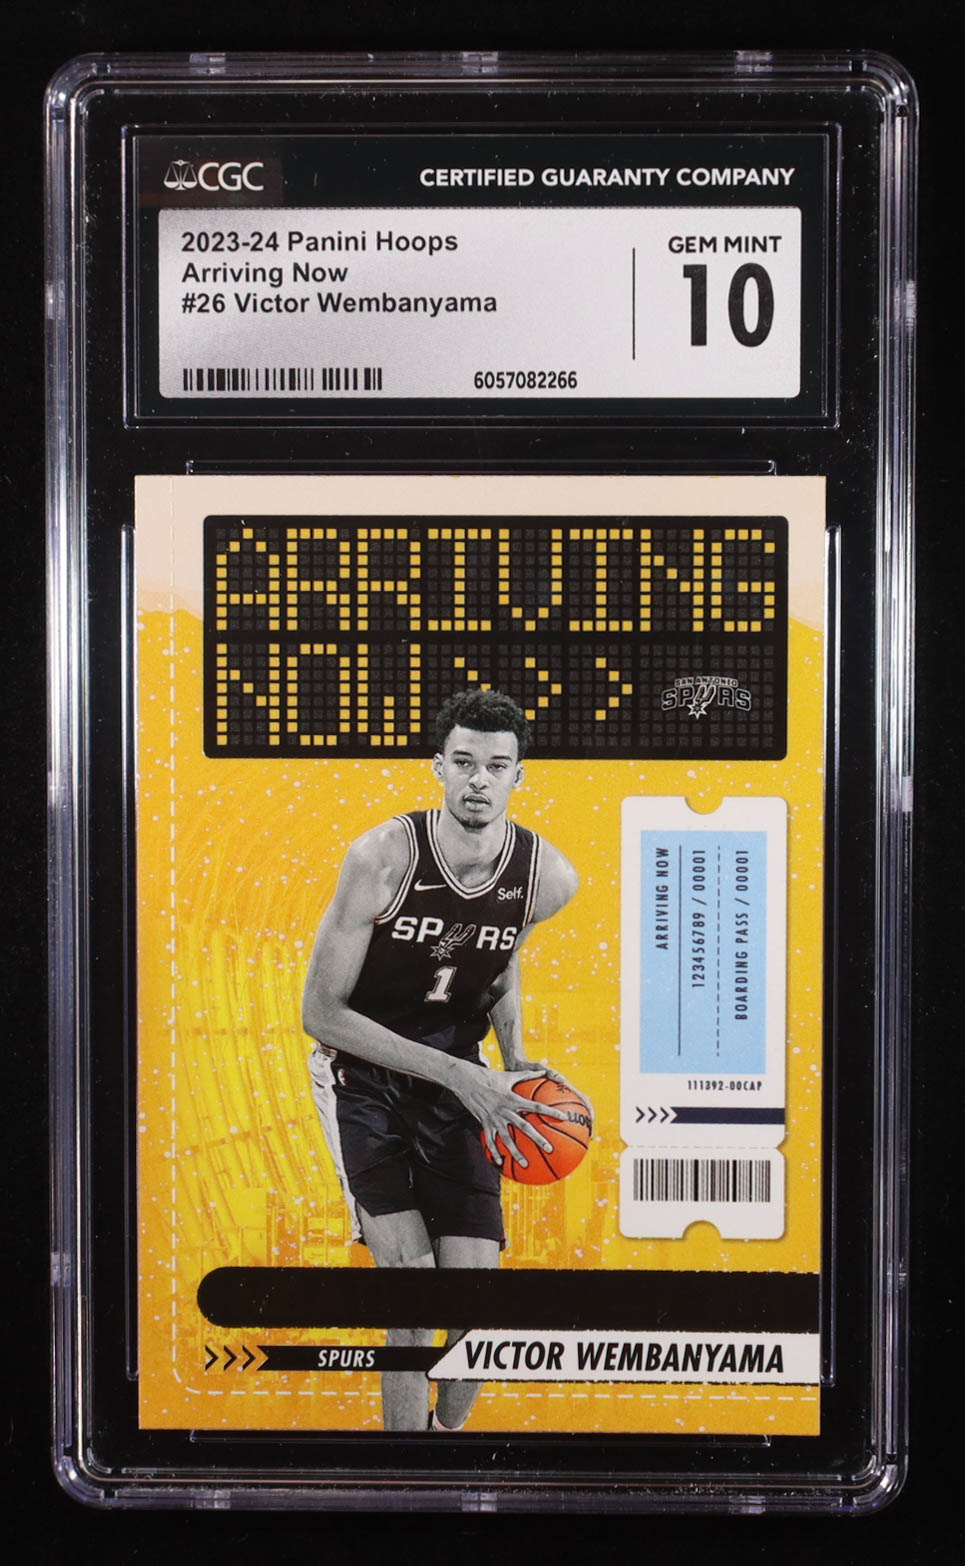 CGC
CERTIFIED GUARANTY COMPANY
2023-24 Panini Hoops
Arriving Now
#26 Victor Wembanyama
GEM MINT
10
6057082266
ARRIVING
NOW >>>
SAN ANTONIO
SPURS
ARRIVING NOW
123456789 / 00001
BOARDING PASS / 00001
111392-00CAP
>>>>
Self.
SPURS
1
>>>>
SPURS
VICTOR WEMBANYAMA